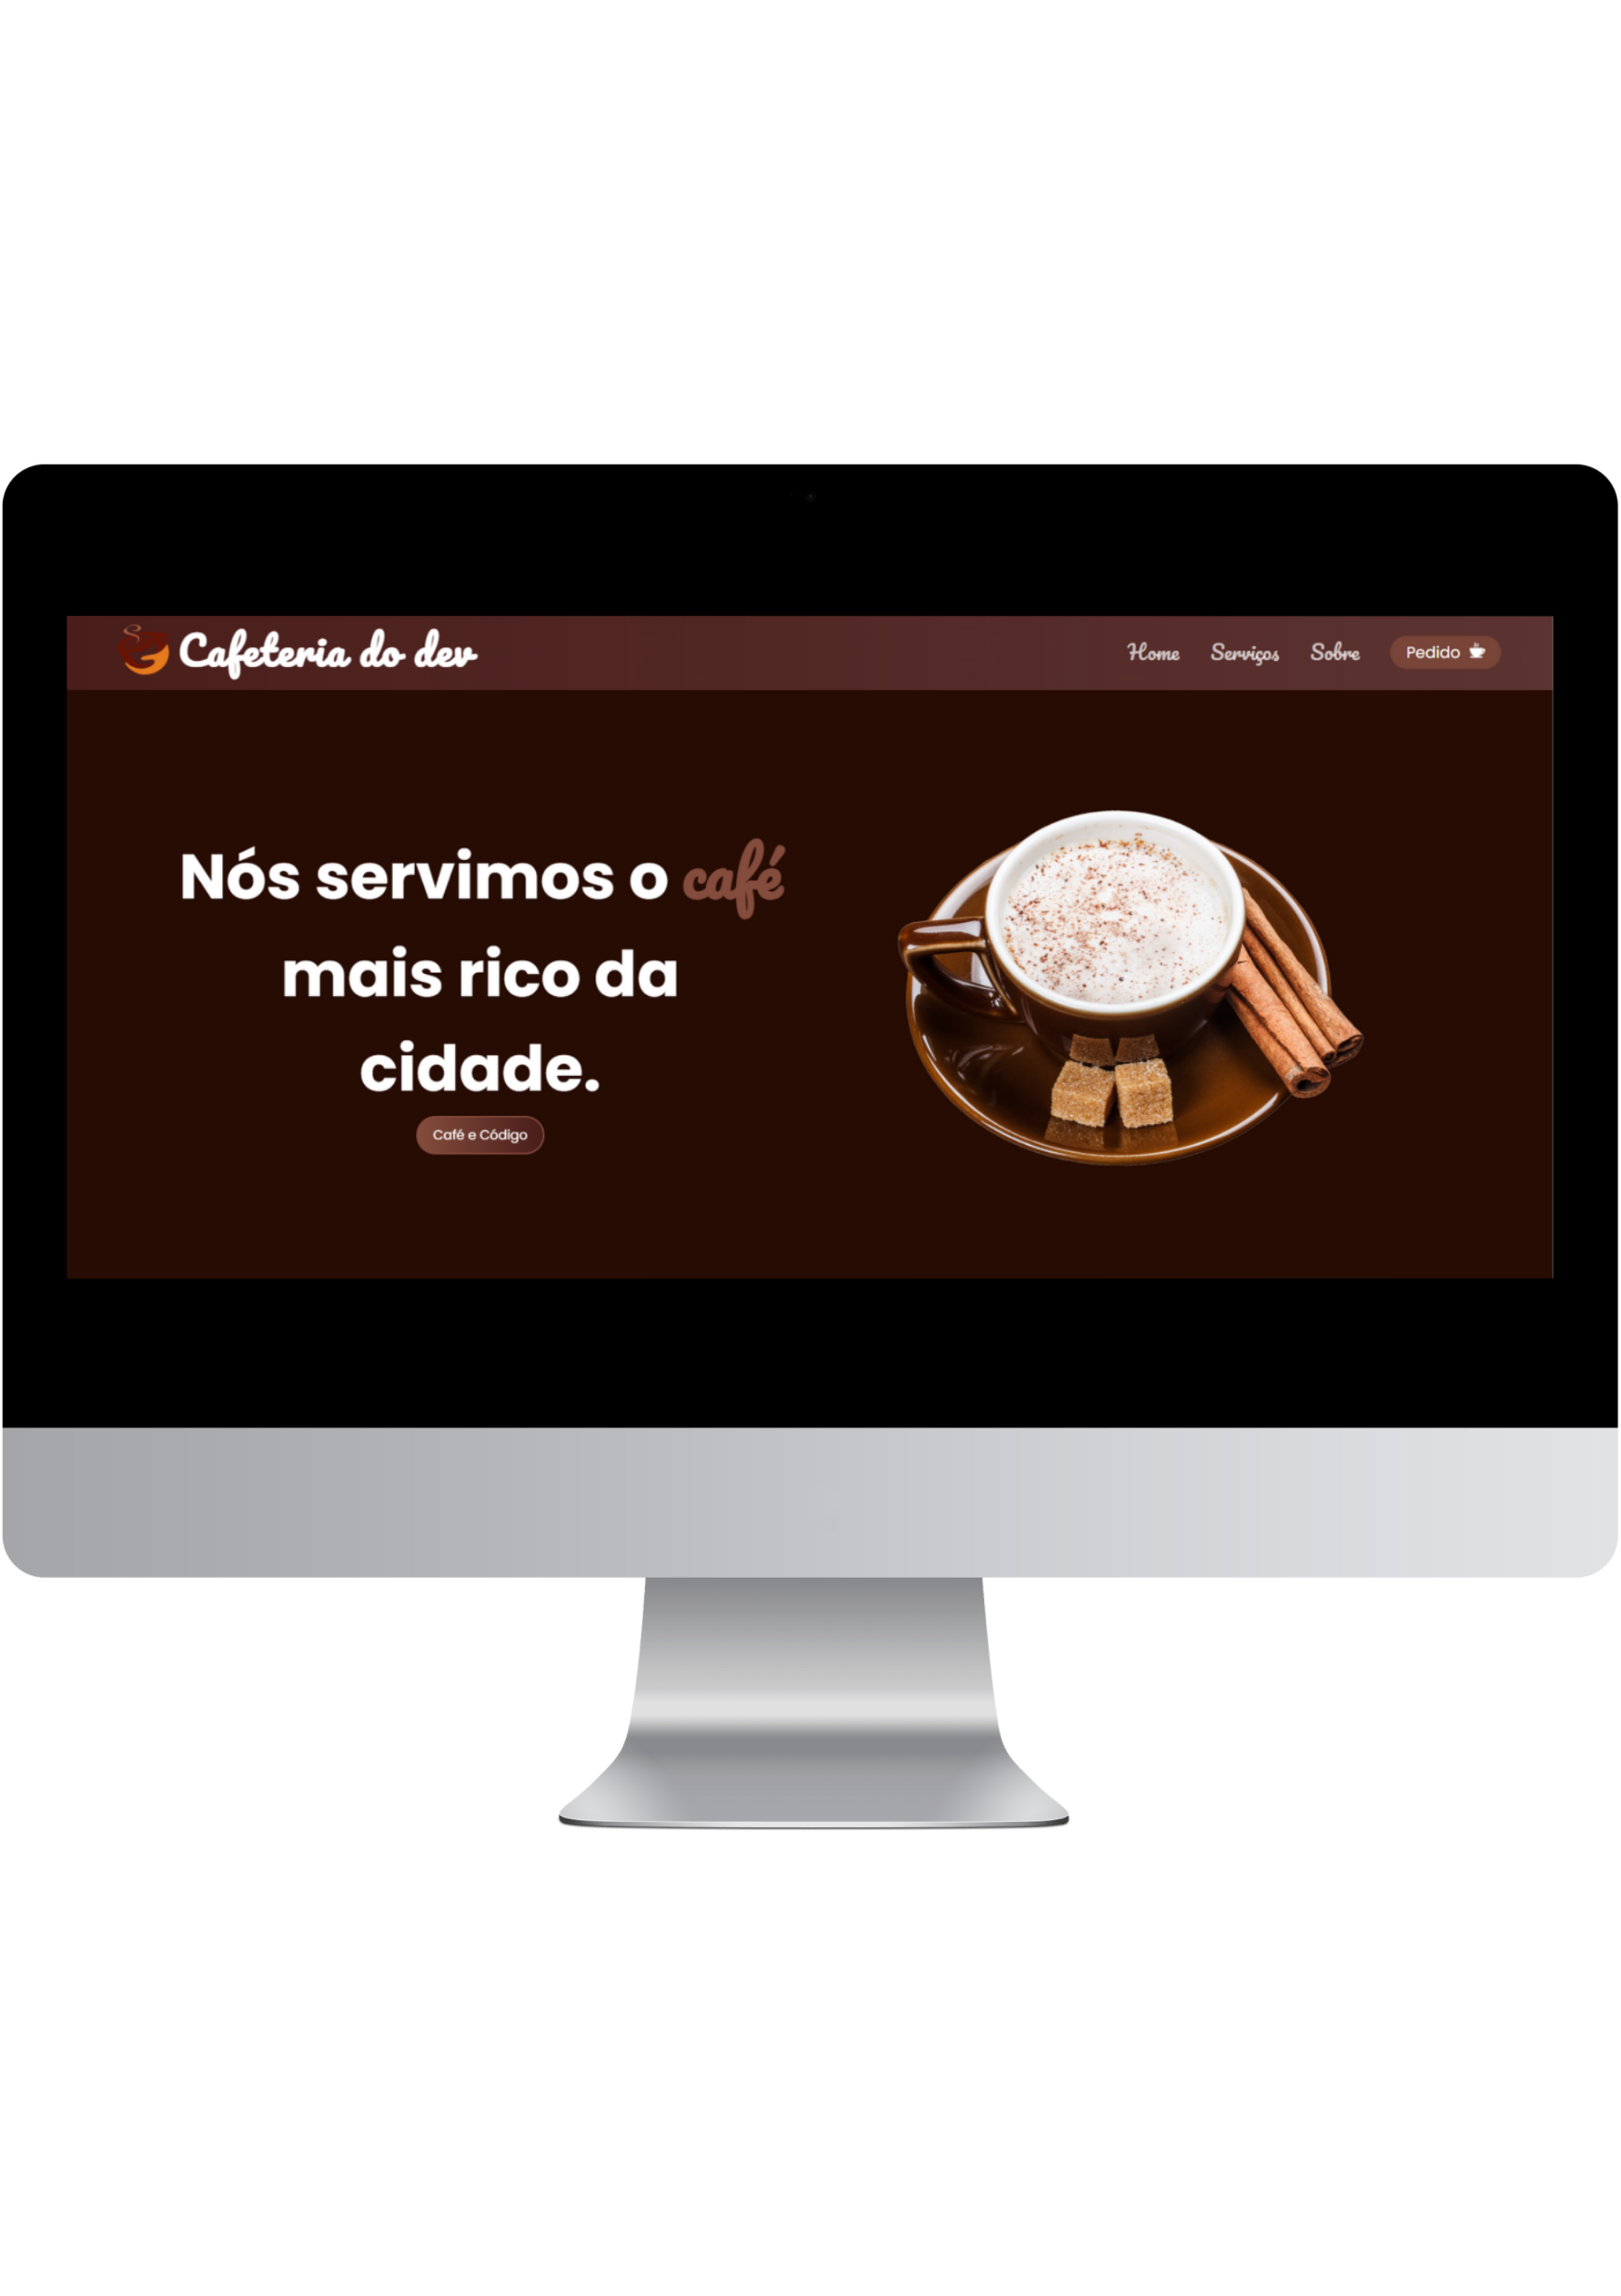 Cafeteria do dev
Home Serviços Sobre Pedido
Nós servimos o café
mais rico da
cidade.
Café e Código